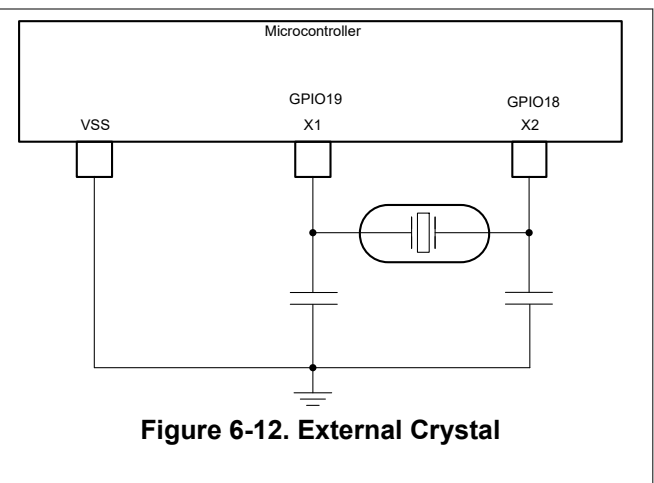 Microcontroller
GPIO19
GPIO18
VSS
X1
X2
Figure 6-12. External Crystal